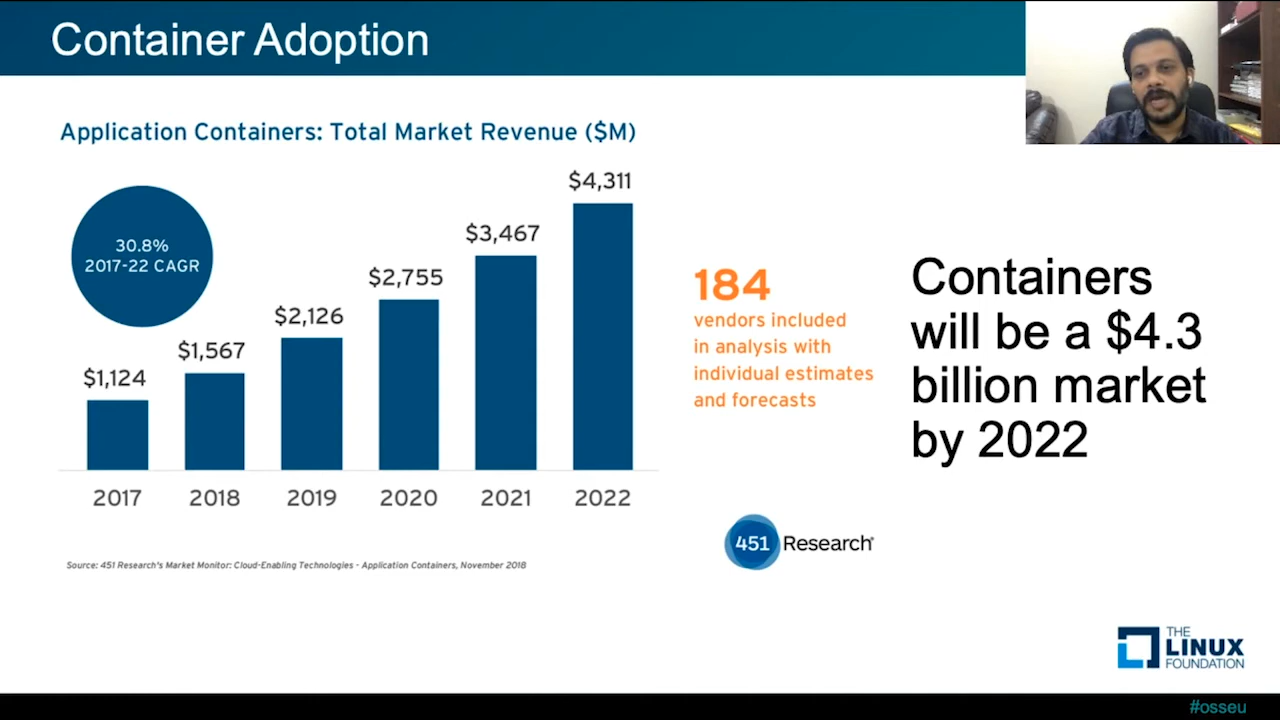 Container Adoption
Application Containers: Total Market Revenue ($M)
30.8%
2017-22 CAGR
$1,124
$1,567
$2,126
$2,755
$3,467
$4,311
2017 2018 2019 2020 2021 2022
Source: 451 Research's Market Monitor: Cloud-Enabling Technologies - Application Containers, November 2018
184
vendors included
in analysis with
individual estimates
and forecasts
451 Research
Containers
will be a $4.3
billion market
by 2022
THE
LINUX
FOUNDATION
#osseu